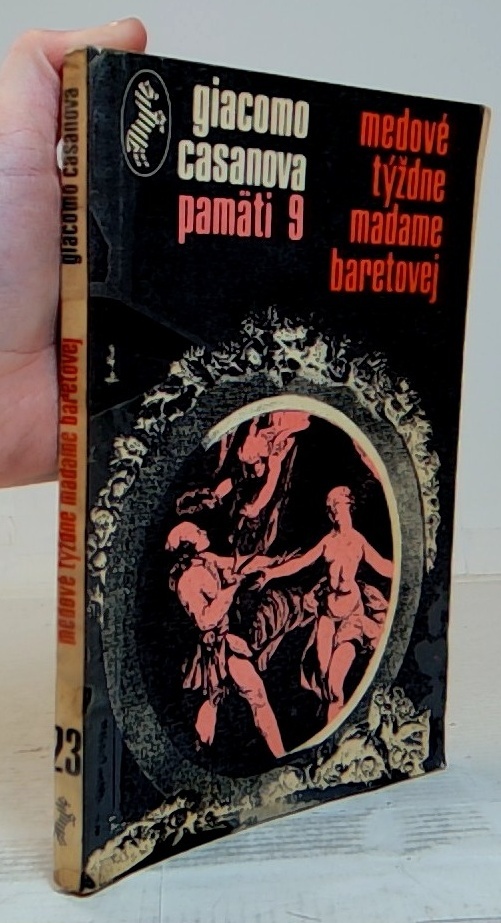 giacomo
casanova
pamäti 9
medové
týždne
madame
baretovej
giacomo casanova
medové týždne madame baretovej
23